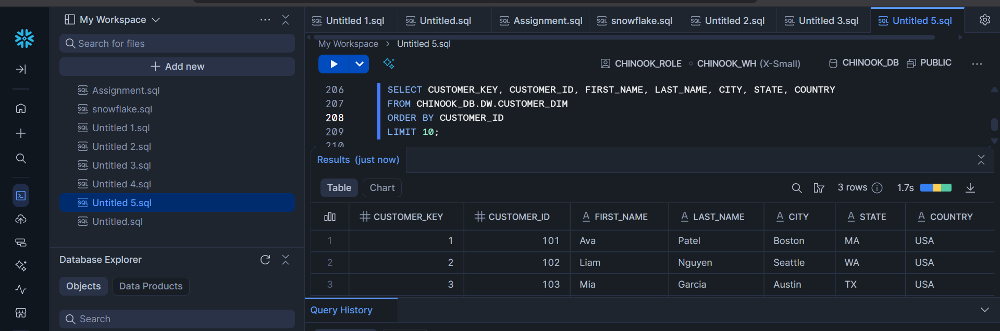 My Workspace
Search for files
Add new
Assignment.sql
snowflake.sql
Untitled 1.sql
Untitled 2.sql
Untitled 3.sql
Untitled 4.sql
Untitled 5.sql
Untitled.sql
Database Explorer
Objects Data Products
Search
Untitled 1.sql Untitled.sql Assignment.sql snowflake.sql Untitled 2.sql Untitled 3.sql Untitled 5.sql
My Workspace > Untitled 5.sql
CHINOOK_ROLE CHINOOK_WH (X-Small) CHINOOK_DB PUBLIC
206 SELECT CUSTOMER_KEY, CUSTOMER_ID, FIRST_NAME, LAST_NAME, CITY, STATE, COUNTRY
207 FROM CHINOOK_DB.DW.CUSTOMER_DIM
208 ORDER BY CUSTOMER_ID
209 LIMIT 10;
210
Results (just now)
Table Chart 3 rows 1.7s
CUSTOMER_KEY CUSTOMER_ID FIRST_NAME LAST_NAME CITY STATE COUNTRY
1 1 101 Ava Patel Boston MA USA
2 2 102 Liam Nguyen Seattle WA USA
3 3 103 Mia Garcia Austin TX USA
Query History